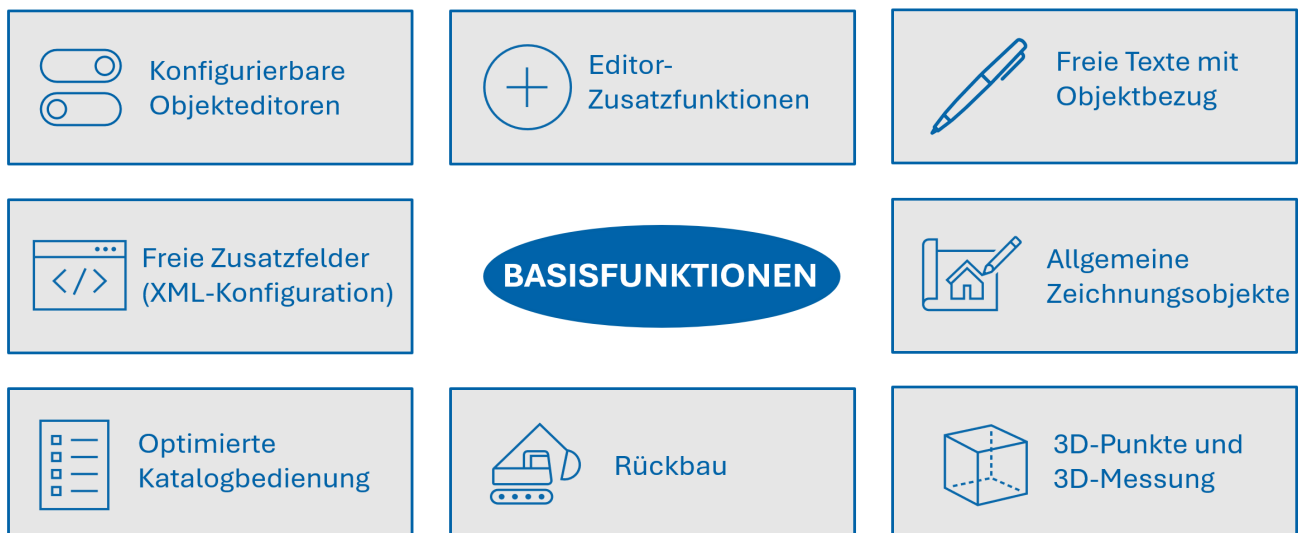 Konfigurierbare
Objekteditoren
Editor-
Zusatzfunktionen
Freie Texte mit
Objektbezug
Freie Zusatzfelder
(XML-Konfiguration)
BASISFUNKTIONEN
Allgemeine
Zeichnungsobjekte
Optimierte
Katalogbedienung
Rückbau
3D-Punkte und
3D-Messung